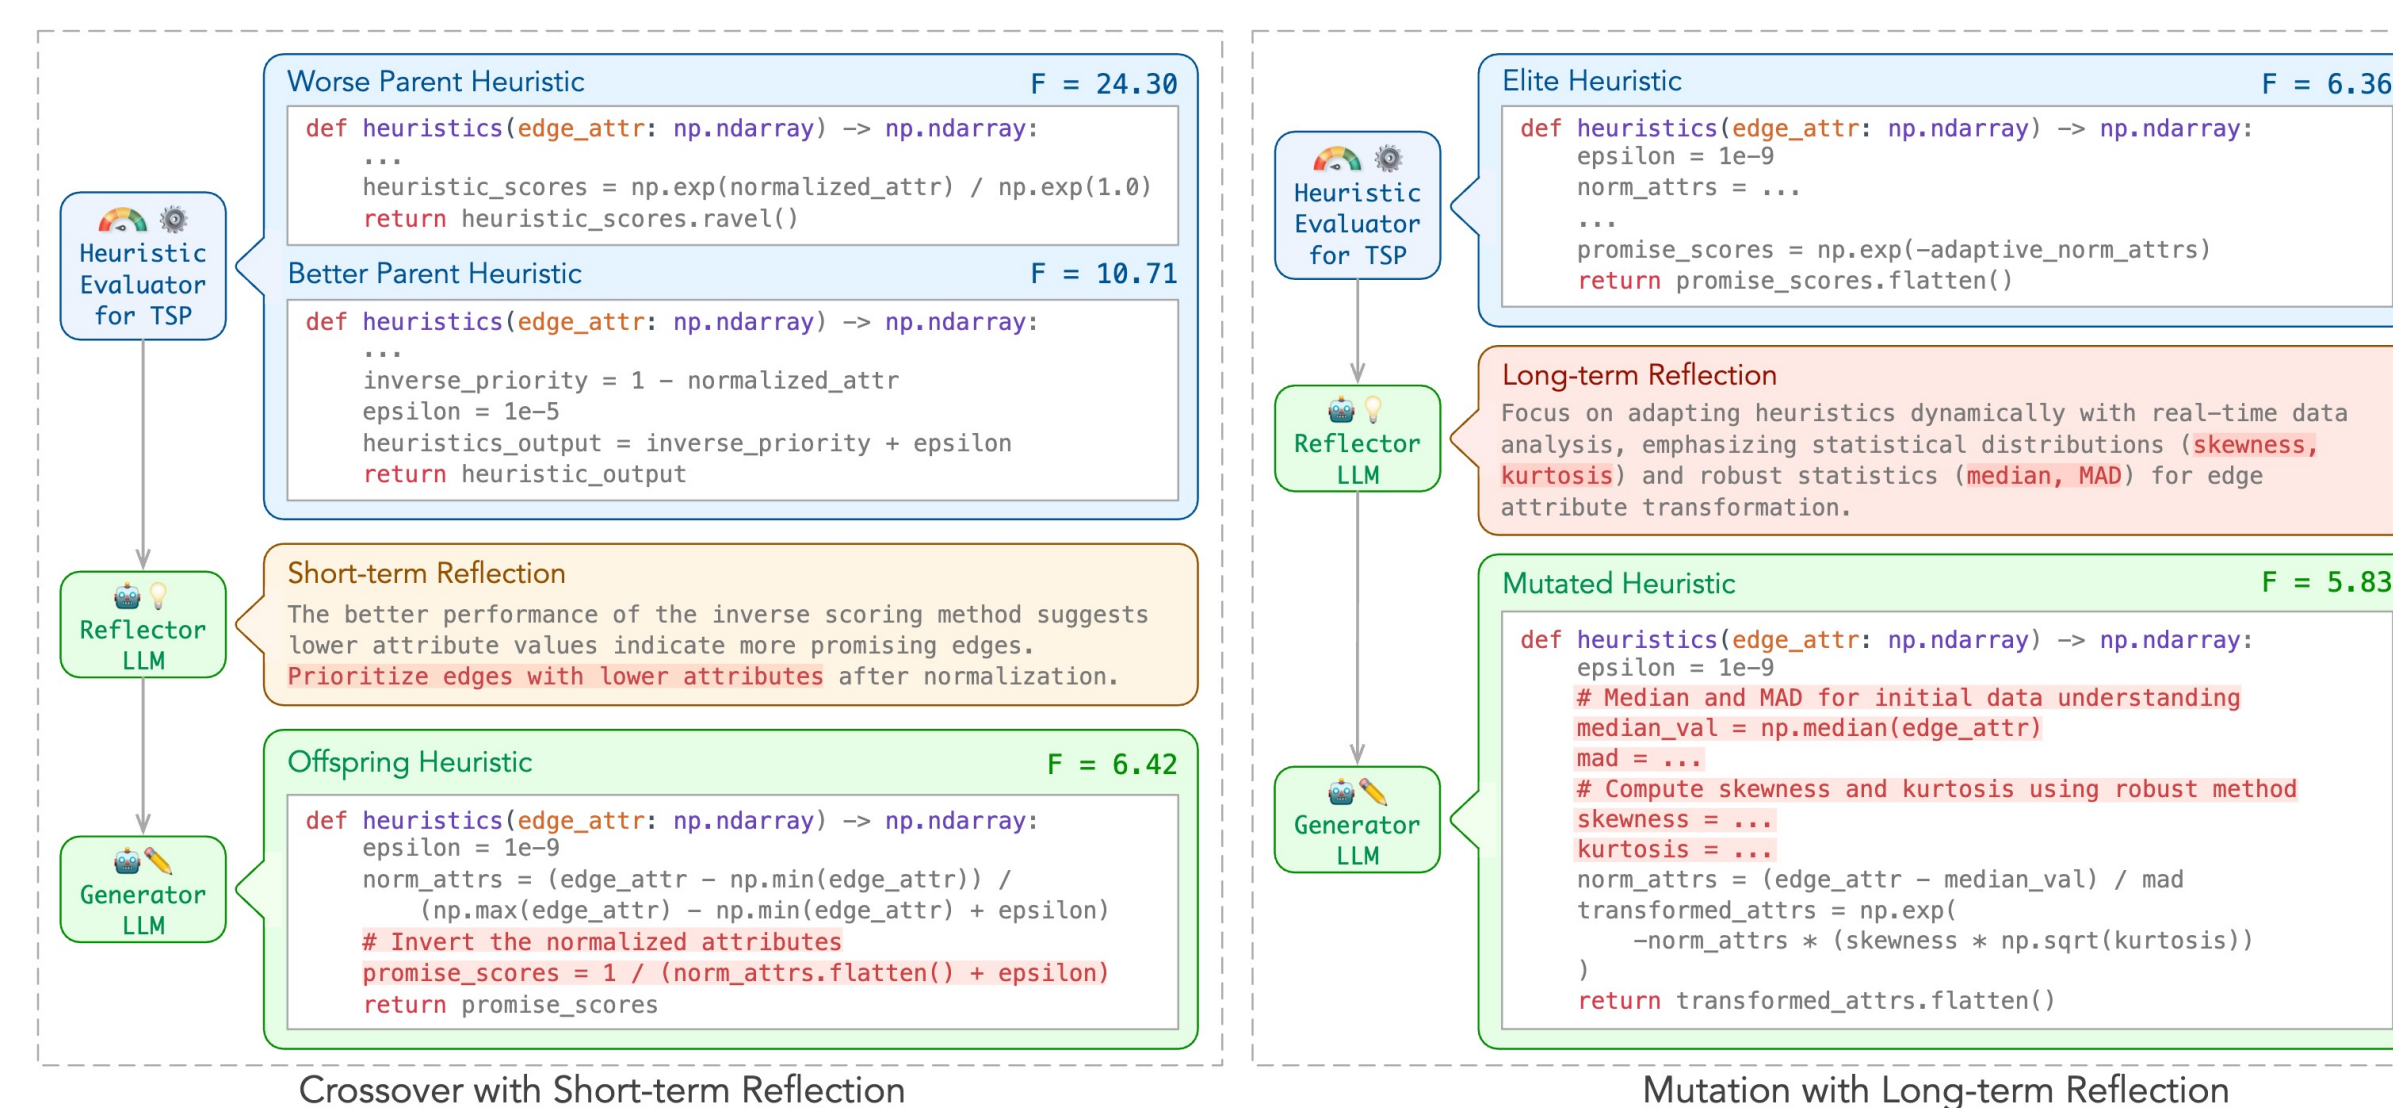 Worse Parent Heuristic F = 24.30
def heuristics(edge_attr: np.ndarray) -> np.ndarray:
    ...
    heuristic_scores = np.exp(normalized_attr) / np.exp(1.0)
    return heuristic_scores.ravel()
Heuristic
Evaluator
for TSP
Better Parent Heuristic F = 10.71
def heuristics(edge_attr: np.ndarray) -> np.ndarray:
    ...
    inverse_priority = 1 - normalized_attr
    epsilon = 1e-5
    heuristics_output = inverse_priority + epsilon
    return heuristic_output
Reflector
LLM
Short-term Reflection
The better performance of the inverse scoring method suggests
lower attribute values indicate more promising edges.
Prioritize edges with lower attributes after normalization.
Generator
LLM
Offspring Heuristic F = 6.42
def heuristics(edge_attr: np.ndarray) -> np.ndarray:
    epsilon = 1e-9
    norm_attrs = (edge_attr - np.min(edge_attr)) /
        (np.max(edge_attr) - np.min(edge_attr) + epsilon)
    # Invert the normalized attributes
    promise_scores = 1 / (norm_attrs.flatten() + epsilon)
    return promise_scores
Crossover with Short-term Reflection
Heuristic
Evaluator
for TSP
Elite Heuristic F = 6.36
def heuristics(edge_attr: np.ndarray) -> np.ndarray:
    epsilon = 1e-9
    norm_attrs = ...
    ...
    promise_scores = np.exp(-adaptive_norm_attrs)
    return promise_scores.flatten()
Reflector
LLM
Long-term Reflection
Focus on adapting heuristics dynamically with real-time data
analysis, emphasizing statistical distributions (skewness,
kurtosis) and robust statistics (median, MAD) for edge
attribute transformation.
Generator
LLM
Mutated Heuristic F = 5.83
def heuristics(edge_attr: np.ndarray) -> np.ndarray:
    epsilon = 1e-9
    # Median and MAD for initial data understanding
    median_val = np.median(edge_attr)
    mad = ...
    # Compute skewness and kurtosis using robust method
    skewness = ...
    kurtosis = ...
    norm_attrs = (edge_attr - median_val) / mad
    transformed_attrs = np.exp(
        -norm_attrs * (skewness * np.sqrt(kurtosis))
    )
    return transformed_attrs.flatten()
Mutation with Long-term Reflection